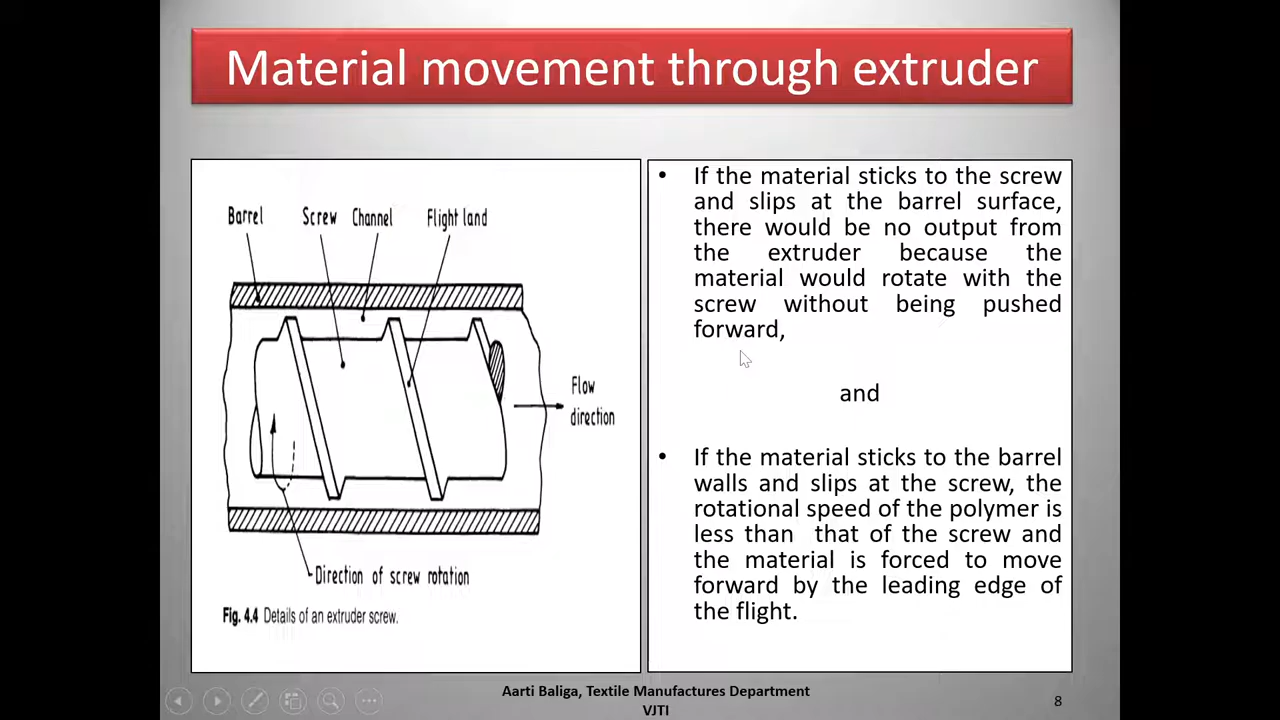 Material movement through extruder
Barrel Screw Channel Flight land
Flow
direction
Direction of screw rotation
Fig. 4.4 Details of an extruder screw.
• If the material sticks to the screw
and slips at the barrel surface,
there would be no output from
the extruder because the
material would rotate with the
screw without being pushed
forward,
and
• If the material sticks to the barrel
walls and slips at the screw, the
rotational speed of the polymer is
less than that of the screw and
the material is forced to move
forward by the leading edge of
the flight.
Aarti Baliga, Textile Manufactures Department
VJTI
8